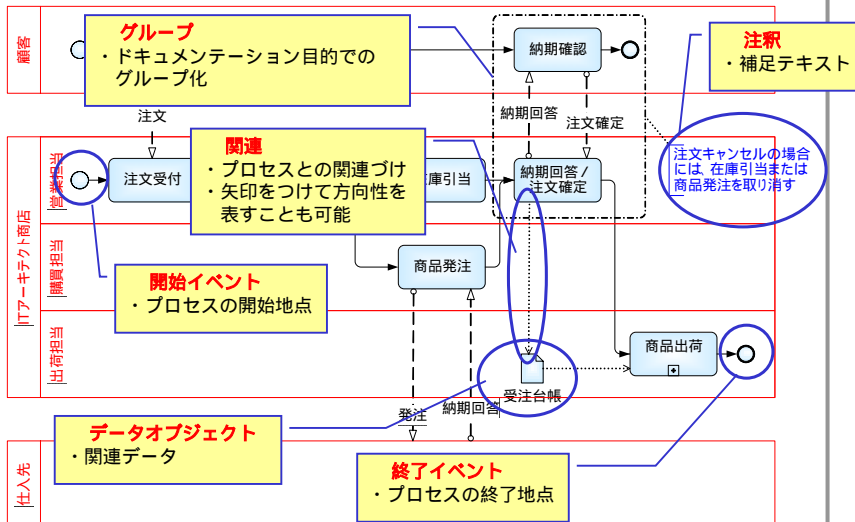 顧客
グループ
・ドキュメンテーション目的での
グループ化
納期確認
注釈
・補足テキスト
注文
納期回答
注文確定
ITアーキテクト商店
営業担当
注文受付
関連
・プロセスとの関連づけ
・矢印をつけて方向性を
表すことも可能
庫引当
納期回答/
注文確定
注文キャンセルの場合
には、在庫引当または
商品発注を取り消す
購買担当
商品発注
開始イベント
・プロセスの開始地点
出荷担当
商品出荷
受注台帳
発注
納期回答
データオブジェクト
・関連データ
終了イベント
・プロセスの終了地点
仕入先